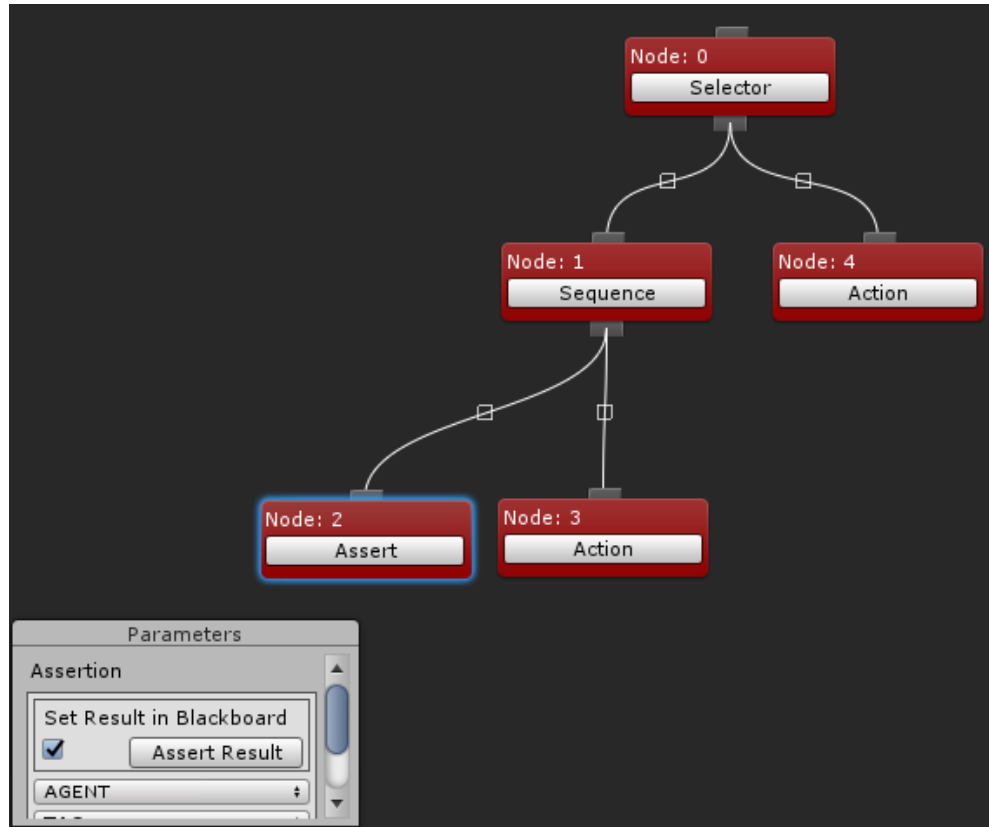 Node: 0
Selector
Node: 1
Sequence
Node: 4
Action
Node: 2
Assert
Node: 3
Action
Parameters
Assertion
Set Result in Blackboard
Assert Result
AGENT